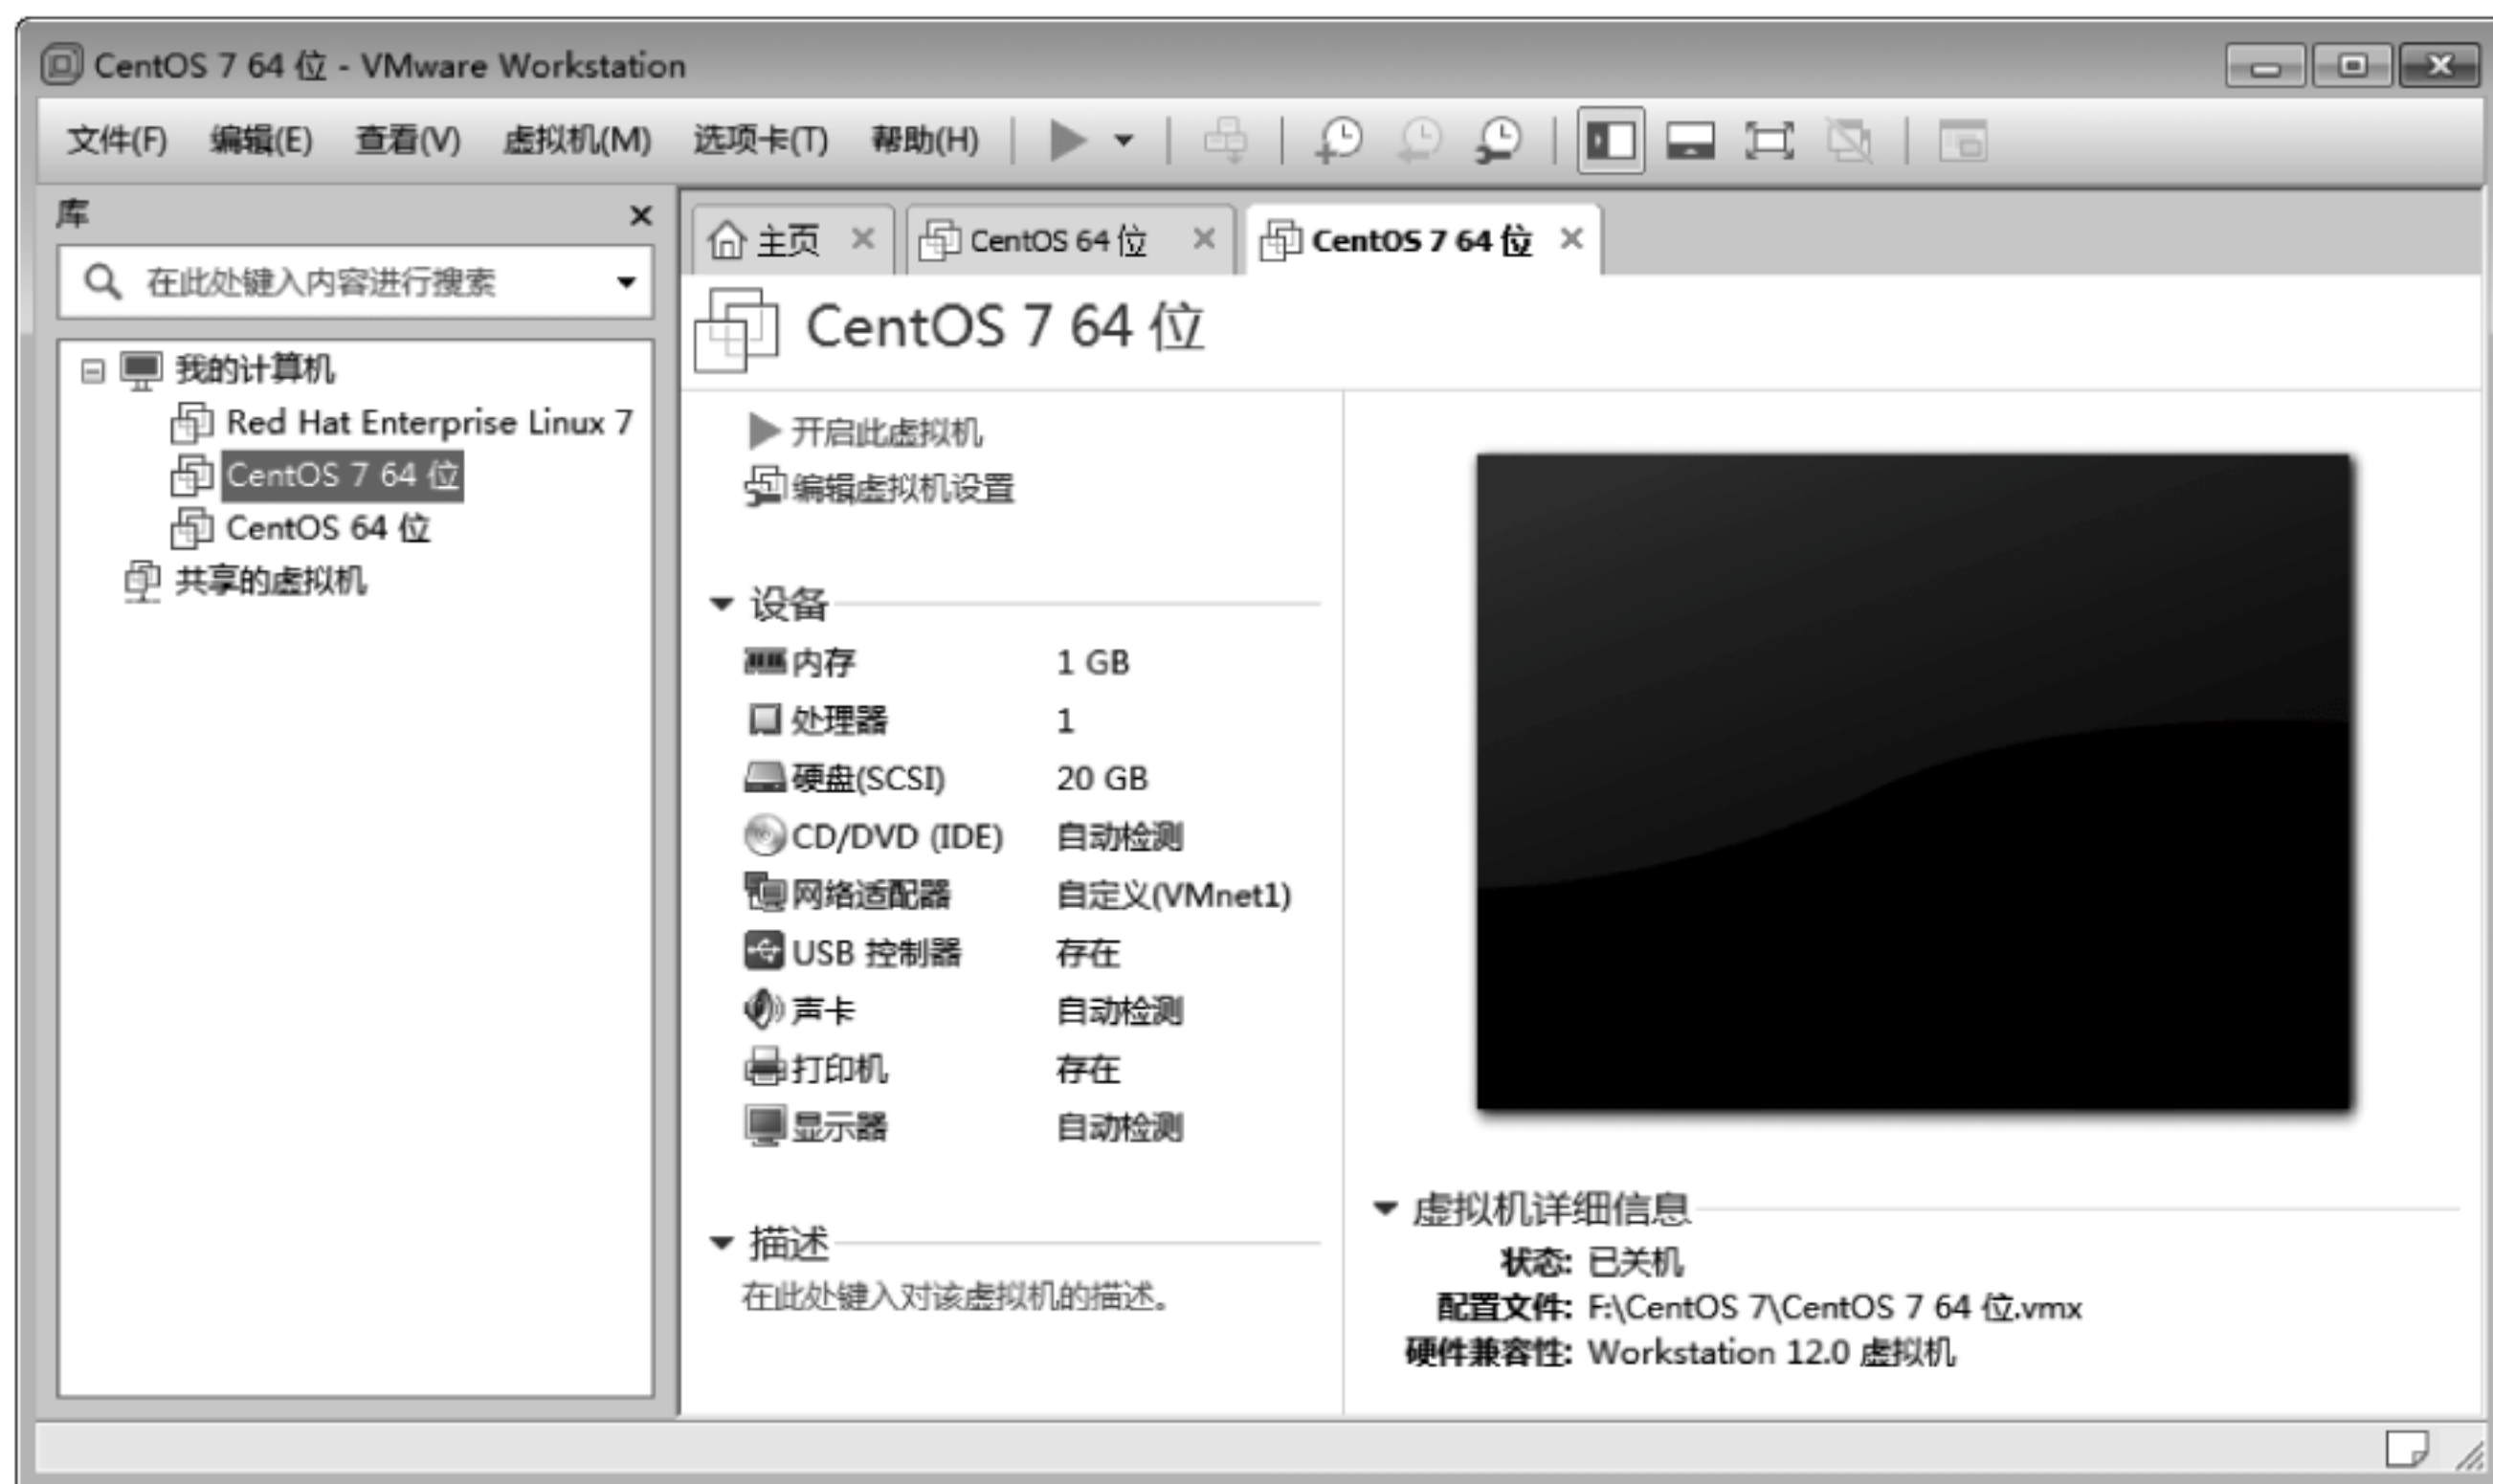 CentOS 7 64 位 - VMware Workstation
文件(F) 编辑(E) 查看(V) 虚拟机(M) 选项卡(T) 帮助(H)
库
在此处键入内容进行搜索
我的计算机
Red Hat Enterprise Linux 7
CentOS 7 64 位
CentOS 64 位
共享的虚拟机
主页 CentOS 64 位 CentOS 7 64 位
CentOS 7 64 位
开启此虚拟机
编辑虚拟机设置
设备
内存 1 GB
处理器 1
硬盘(SCSI) 20 GB
CD/DVD (IDE) 自动检测
网络适配器 自定义(VMnet1)
USB 控制器 存在
声卡 自动检测
打印机 存在
显示器 自动检测
描述
在此处键入对该虚拟机的描述。
虚拟机详细信息
状态: 已关机
配置文件: F:\CentOS 7\CentOS 7 64 位.vmx
硬件兼容性: Workstation 12.0 虚拟机